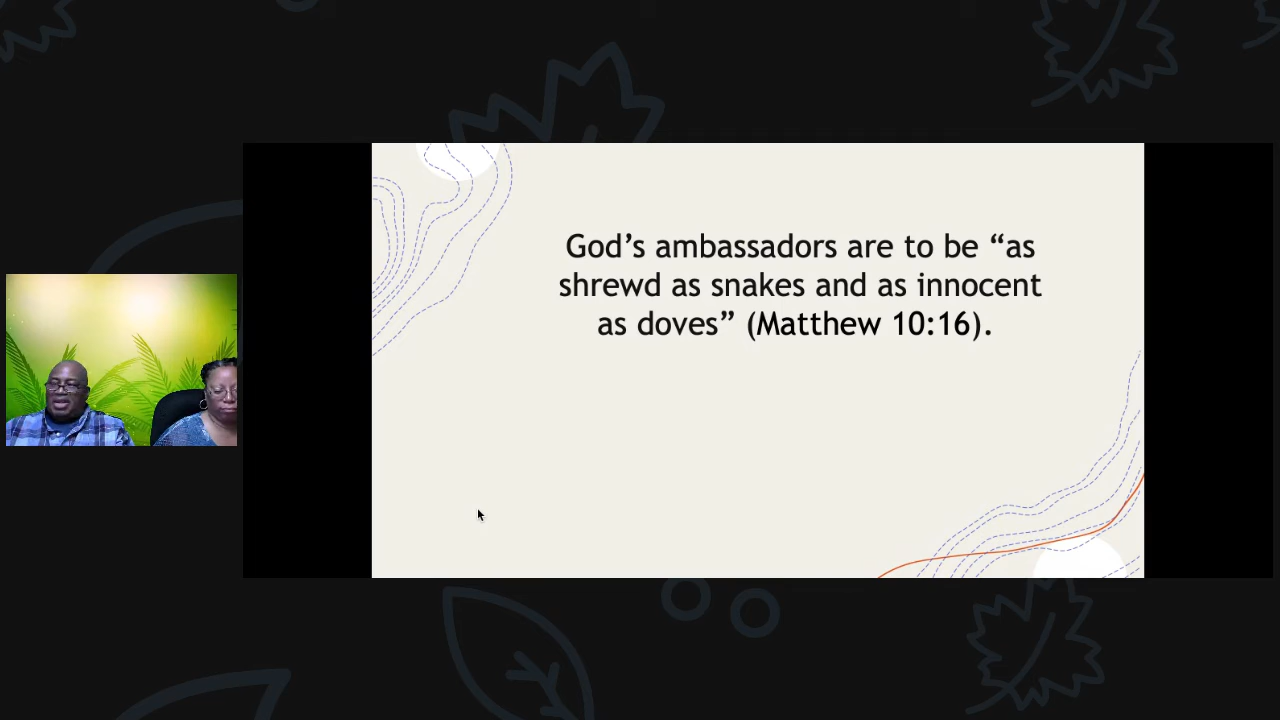 God’s ambassadors are to be “as
shrewd as snakes and as innocent
as doves” (Matthew 10:16).